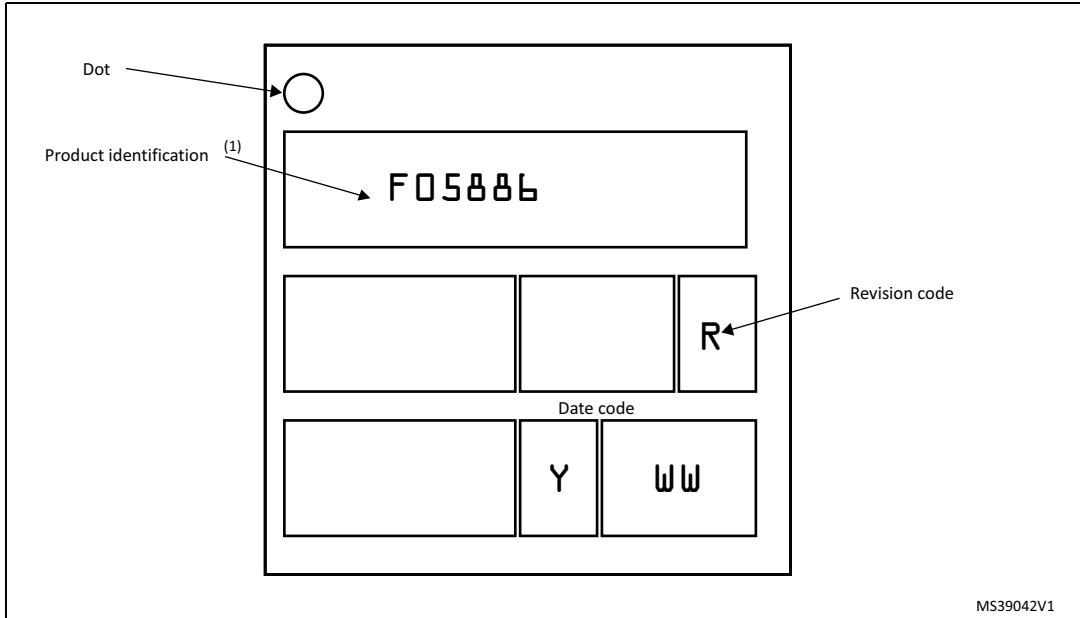 Dot
Product identification (1)
F05886
R
Revision code
Date code
Y WW
MS39042V1